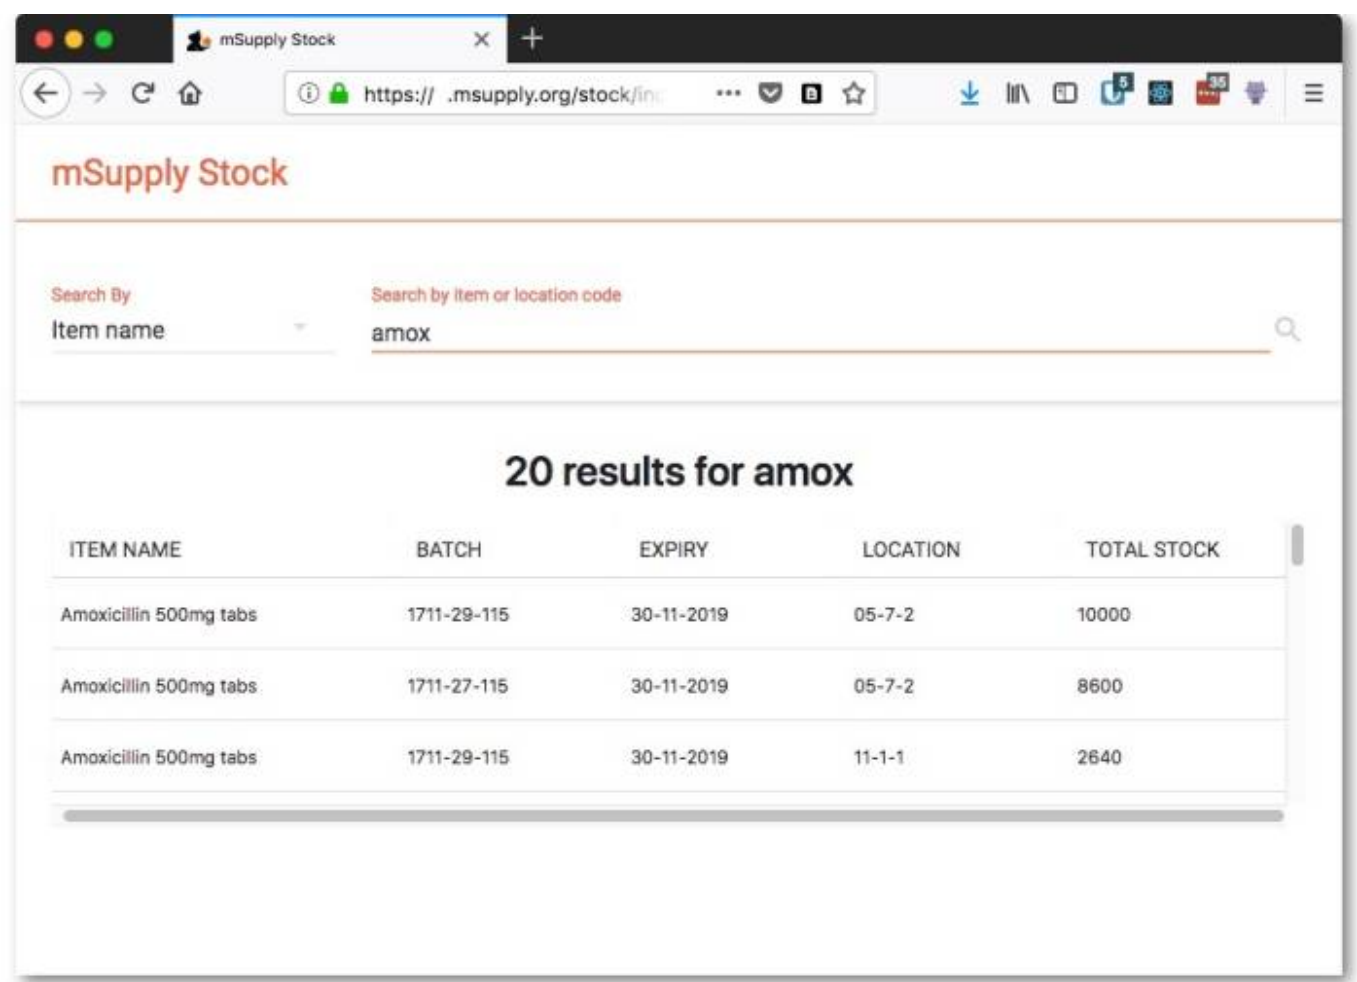 mSupply Stock
https:// .msupply.org/stock/in
5
35
mSupply Stock
Search By
Search by item or location code
Item name
amox
20 results for amox
ITEM NAME BATCH EXPIRY LOCATION TOTAL STOCK
Amoxicillin 500mg tabs 1711-29-115 30-11-2019 05-7-2 10000
Amoxicillin 500mg tabs 1711-27-115 30-11-2019 05-7-2 8600
Amoxicillin 500mg tabs 1711-29-115 30-11-2019 11-1-1 2640